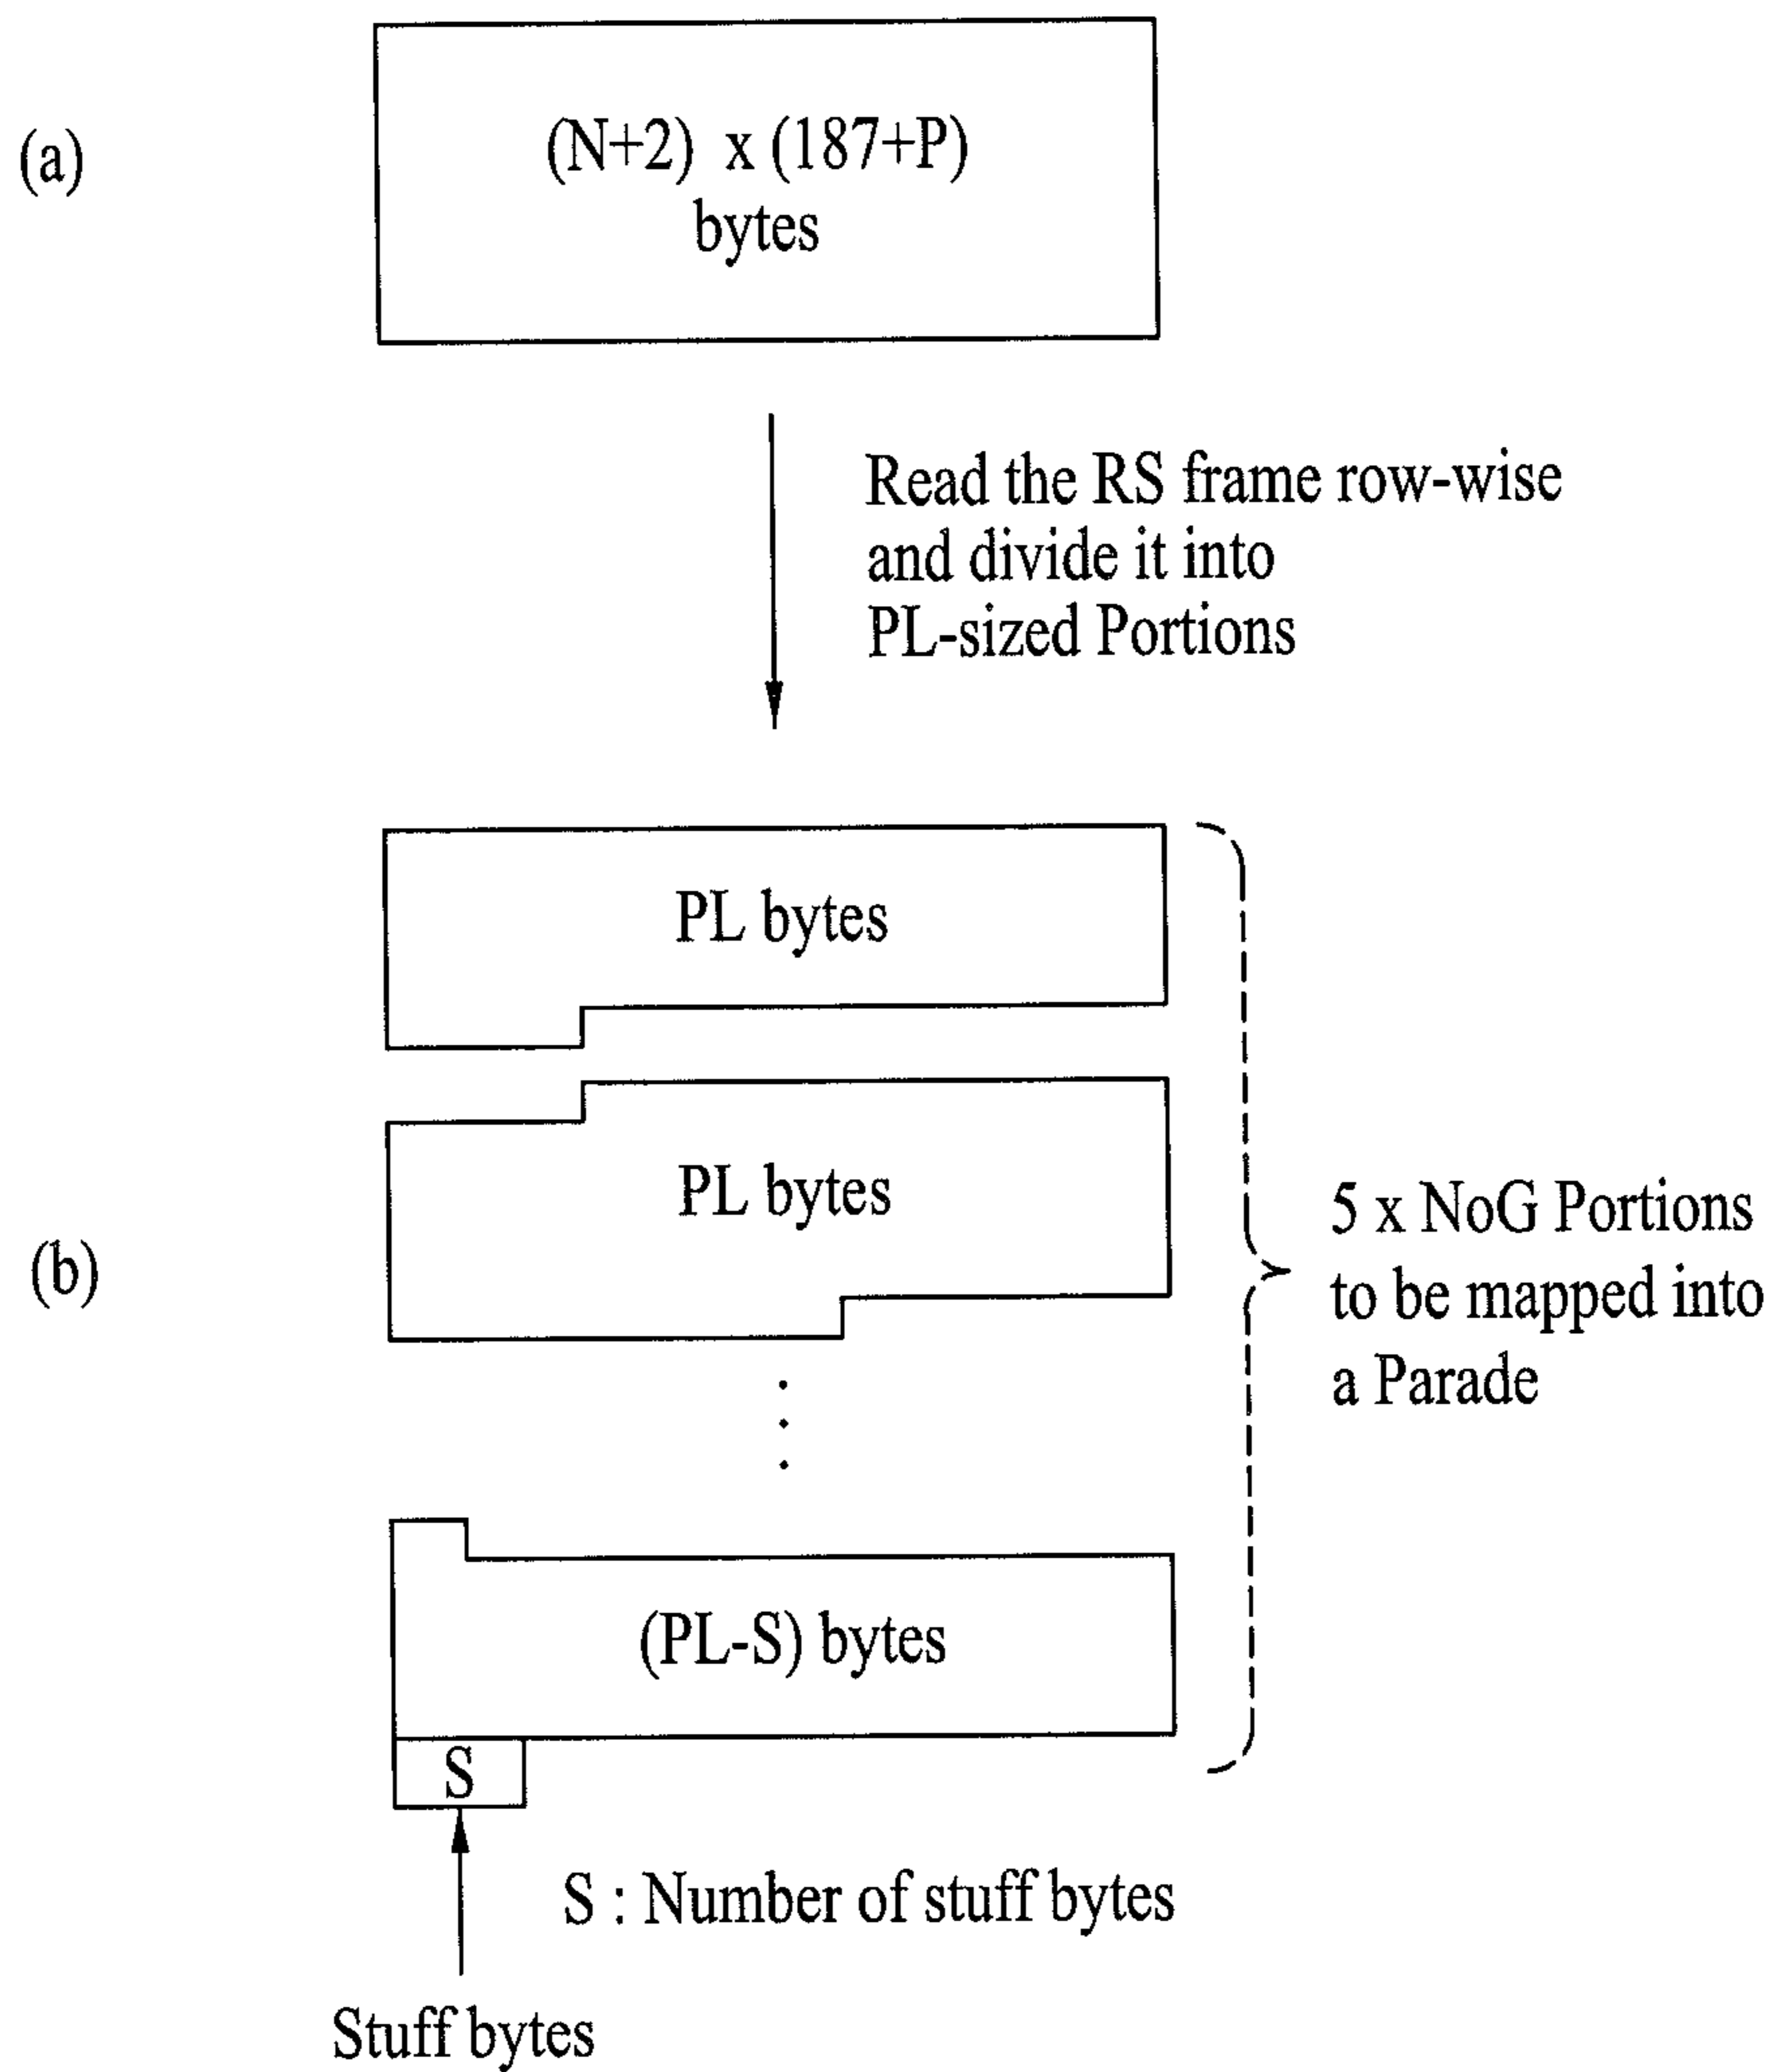 (a)
(N+2) x (187+P)
bytes
Read the RS frame row-wise
and divide it into
PL-sized Portions
(b)
PL bytes
PL bytes
5 x NoG Portions
to be mapped into
a Parade
(PL-S) bytes
S
S : Number of stuff bytes
Stuff bytes